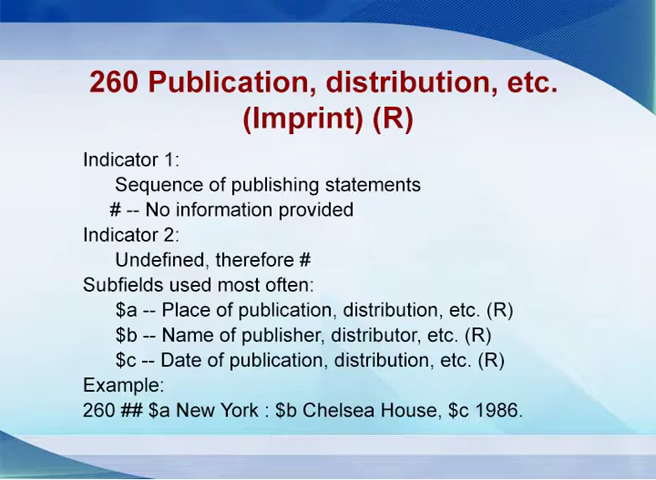 260 Publication, distribution, etc.
(Imprint) (R)
Indicator 1:
Sequence of publishing statements
# -- No information provided
Indicator 2:
Undefined, therefore #
Subfields used most often:
$a -- Place of publication, distribution, etc. (R)
$b -- Name of publisher, distributor, etc. (R)
$c -- Date of publication, distribution, etc. (R)
Example:
260 ## $a New York : $b Chelsea House, $c 1986.